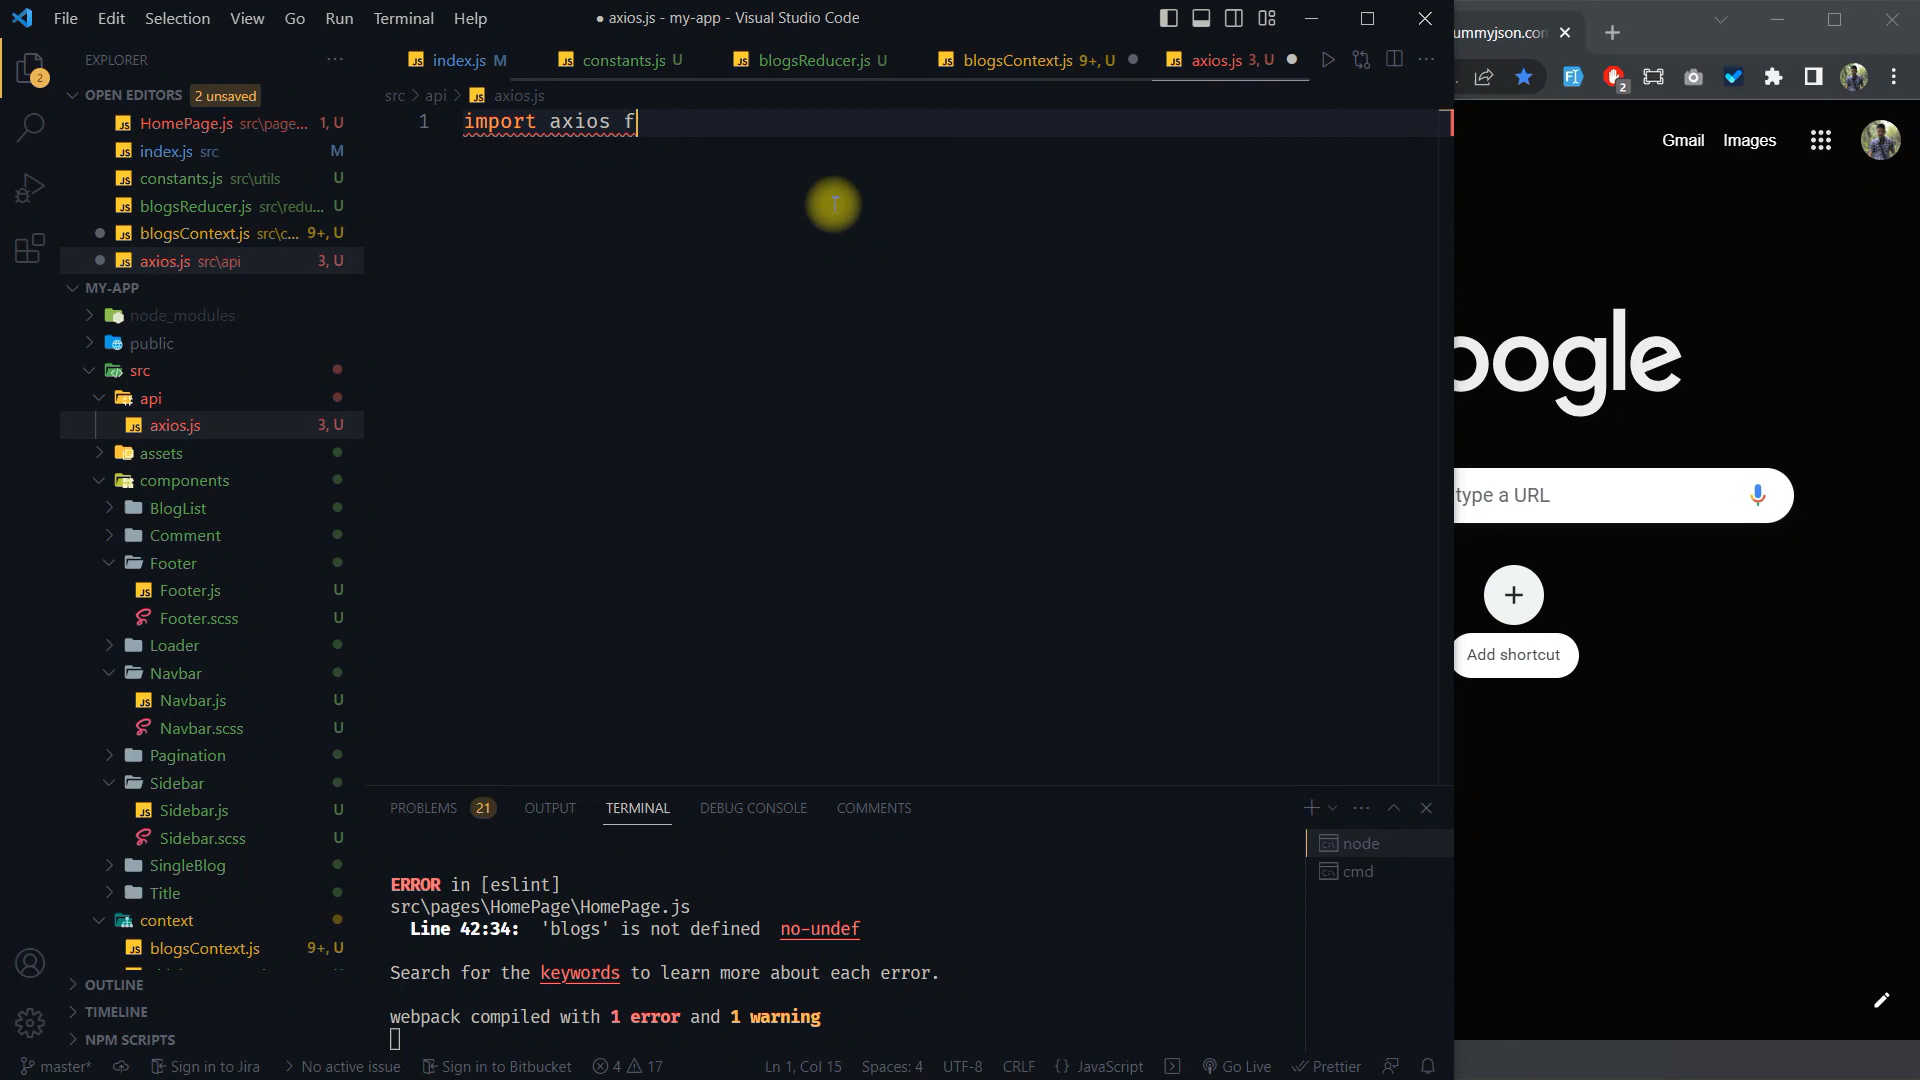 File Edit Selection View Go Run Terminal Help
● axios.js - my-app - Visual Studio Code
EXPLORER
OPEN EDITORS 2 unsaved
HomePage.js src\page... 1, U
index.js src M
constants.js src\utils U
blogsReducer.js src\redu... U
blogsContext.js src\c... 9+, U
axios.js src\api 3, U
MY-APP
node_modules
public
src
api
axios.js 3, U
assets
components
BlogList
Comment
Footer
Footer.js U
Footer.scss U
Loader
Navbar
Navbar.js U
Navbar.scss U
Pagination
Sidebar
Sidebar.js U
Sidebar.scss U
SingleBlog
Title
context
blogsContext.js 9+, U
OUTLINE
TIMELINE
NPM SCRIPTS
2
index.js M constants.js U blogsReducer.js U blogsContext.js 9+, U axios.js 3, U
src > api > axios.js
1 import axios f
PROBLEMS 21 OUTPUT TERMINAL DEBUG CONSOLE COMMENTS
node
cmd
ERROR in [eslint]
src\pages\HomePage\HomePage.js
Line 42:34: 'blogs' is not defined no-undef
Search for the keywords to learn more about each error.
webpack compiled with 1 error and 1 warning
master* Sign in to Jira No active issue Sign in to Bitbucket 4 17 Ln 1, Col 15 Spaces: 4 UTF-8 CRLF {} JavaScript Go Live Prettier
ummyjson.con
2
Gmail Images
oogle
type a URL
Add shortcut